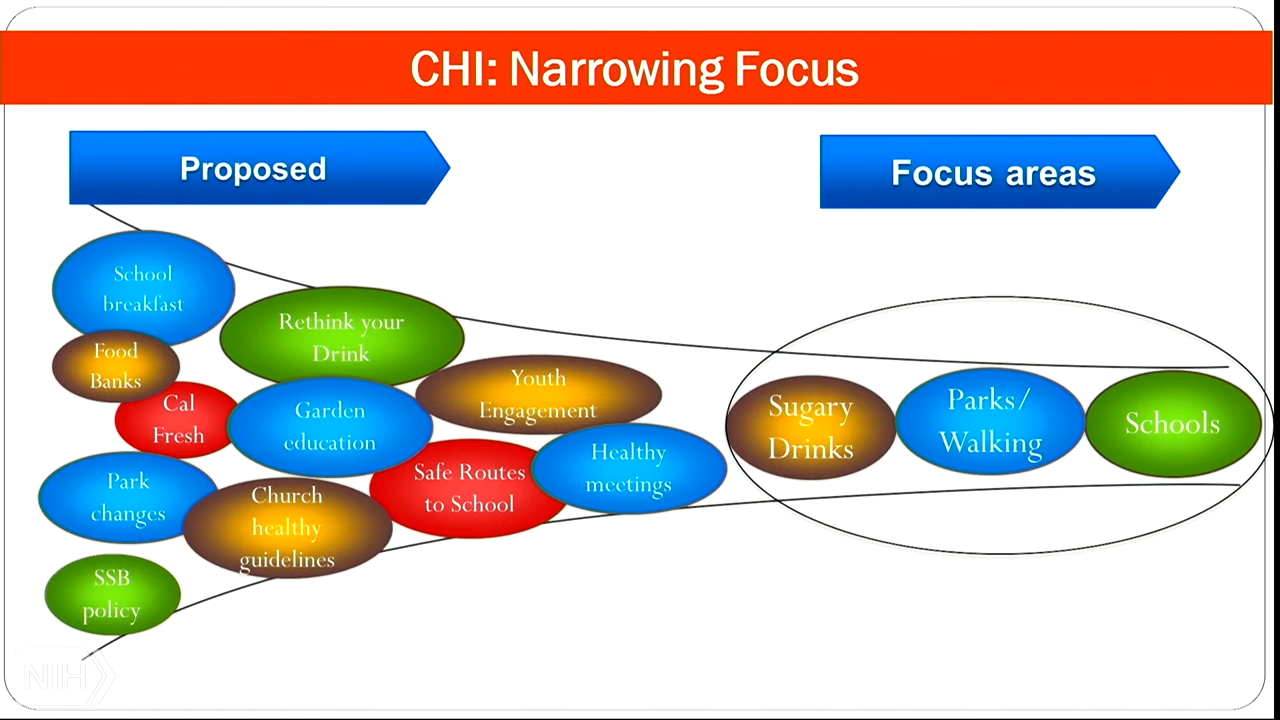 CHI: Narrowing Focus
Proposed
Focus areas
School
breakfast
Food
Banks
Cal
Fresh
Park
changes
SSB
policy
Rethink your
Drink
Garden
education
Church
healthy
guidelines
Youth
Engagement
Safe Routes
to School
Healthy
meetings
Sugary
Drinks
Parks/
Walking
Schools
NIH